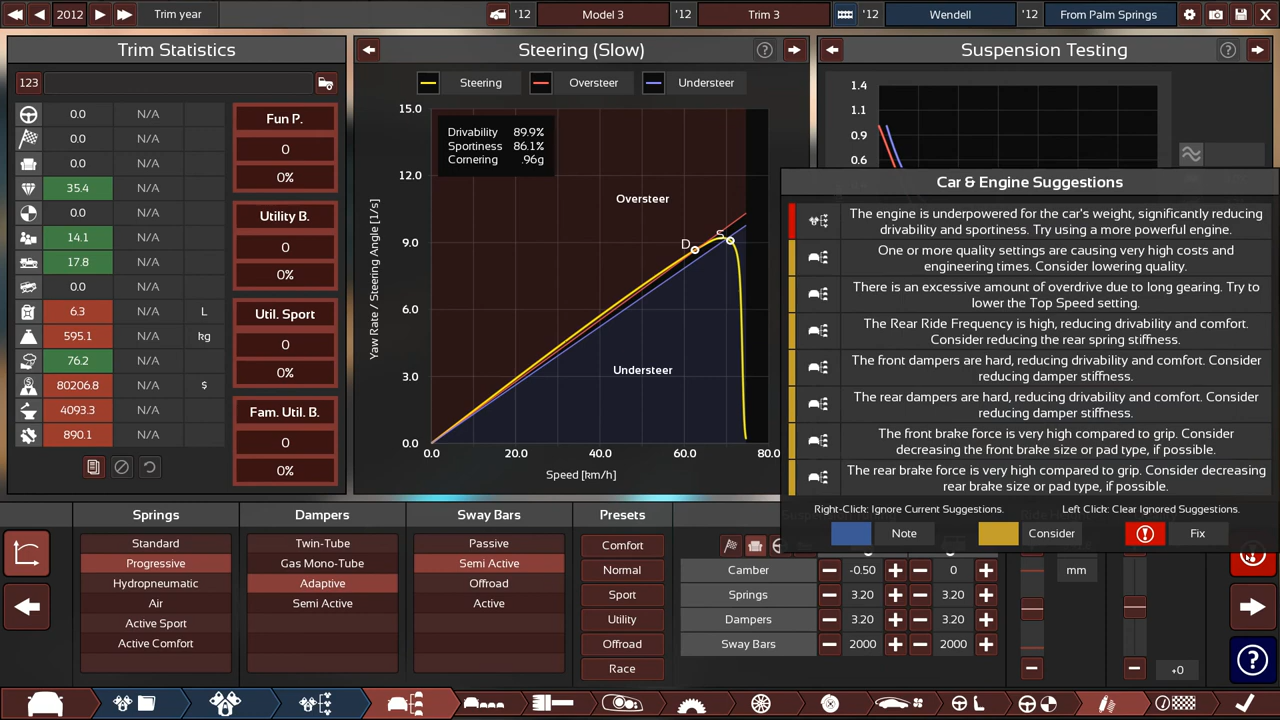 2012
Trim year
'12
Model 3
'12
Trim 3
'12
Wendell
'12
From Palm Springs
Trim Statistics
Steering (Slow)
?
Suspension Testing
?
123
Steering
Oversteer
Understeer
0.0 N/A
0.0 N/A
0.0 N/A
35.4 N/A
0.0 N/A
14.1 N/A
17.8 N/A
0.0 N/A
6.3 N/A L
595.1 N/A kg
76.2 N/A
80206.8 N/A $
4093.3 N/A
890.1 N/A
Fun P.
0
0%
Utility B.
0
0%
Util. Sport
0
0%
Fam. Util. B.
0
0%
Yaw Rate / Steering Angle [1/s]
15.0
12.0
9.0
6.0
3.0
0.0
Drivability 89.9%
Sportiness 86.1%
Cornering .96g
Oversteer
D
S
Understeer
0.0 20.0 40.0 60.0 80.0
Speed [km/h]
1.4
1.1
0.9
0.6
Car & Engine Suggestions
The engine is underpowered for the car's weight, significantly reducing
drivability and sportiness. Try using a more powerful engine.
One or more quality settings are causing very high costs and
engineering times. Consider lowering quality.
There is an excessive amount of overdrive due to long gearing. Try to
lower the Top Speed setting.
The Rear Ride Frequency is high, reducing drivability and comfort.
Consider reducing the rear spring stiffness.
The front dampers are hard, reducing drivability and comfort. Consider
reducing damper stiffness.
The rear dampers are hard, reducing drivability and comfort. Consider
reducing damper stiffness.
The front brake force is very high compared to grip. Consider
decreasing the front brake size or pad type, if possible.
The rear brake force is very high compared to grip. Consider decreasing
rear brake size or pad type, if possible.
Right-Click: Ignore Current Suggestions.
Left Click: Clear Ignored Suggestions.
Note
Consider
Fix
Springs
Standard
Progressive
Hydropneumatic
Air
Active Sport
Active Comfort
Dampers
Twin-Tube
Gas Mono-Tube
Adaptive
Semi Active
Sway Bars
Passive
Semi Active
Offroad
Active
Presets
Comfort
Normal
Sport
Utility
Offroad
Race
Camber -0.50 0
Springs 3.20 3.20
Dampers 3.20 3.20
Sway Bars 2000 2000
mm
+0
?